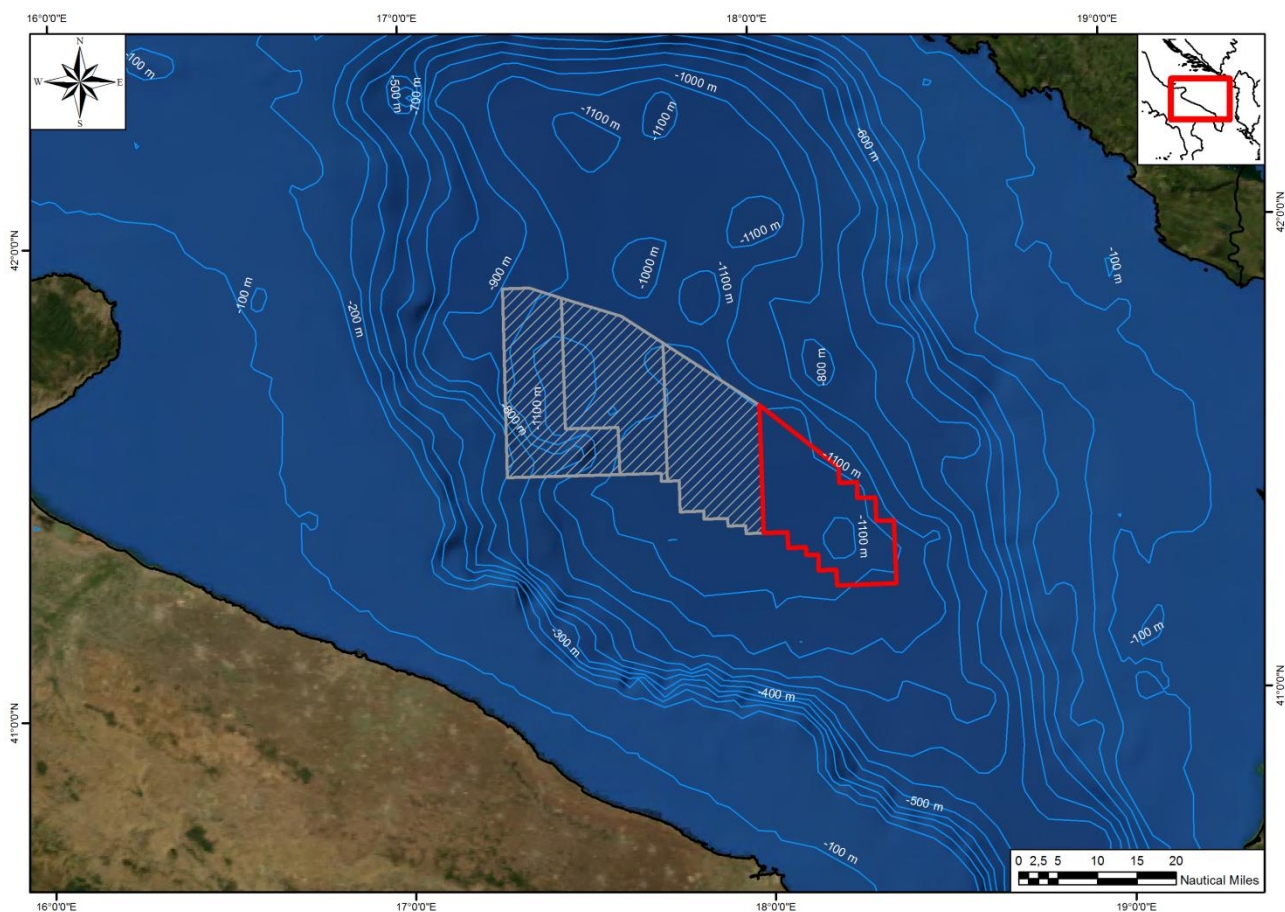 16°0'0"E
17°0'0"E
18°0'0"E
19°0'0"E
N
W
E
S
-100 m
-500 m
-700 m
-1000 m
-1100 m
-1100 m
-600 m
42°0'0"N
42°0'0"N
-1100 m
-100 m
-900 m
-1000 m
-1100 m
-100 m
-200 m
-800 m
-1100 m
-800 m
-1100 m
-1100 m
-300 m
-100 m
-400 m
41°0'0"N
41°0'0"N
-500 m
-100 m
0 2,5 5 10 15 20
Nautical Miles
16°0'0"E
17°0'0"E
18°0'0"E
19°0'0"E